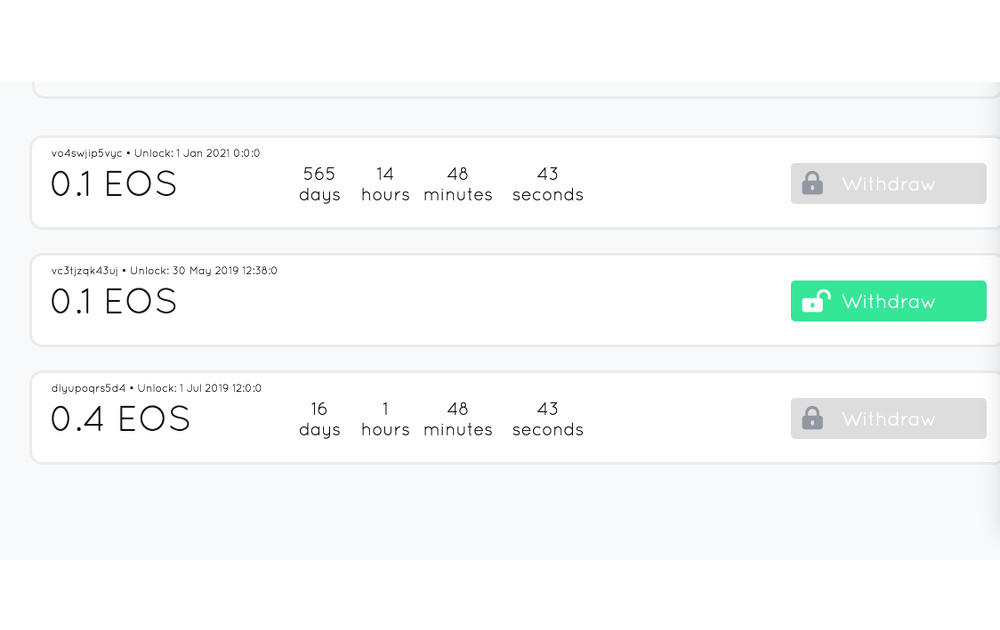 vo4swjip5vyc • Unlock: 1 Jan 2021 0:0:0
0.1 EOS
565 14 48 43
days hours minutes seconds
Withdraw
vc3tjzqk43uj • Unlock: 30 May 2019 12:38:0
0.1 EOS
Withdraw
dlyupoqrs5d4 • Unlock: 1 Jul 2019 12:0:0
0.4 EOS
16 1 48 43
days hours minutes seconds
Withdraw